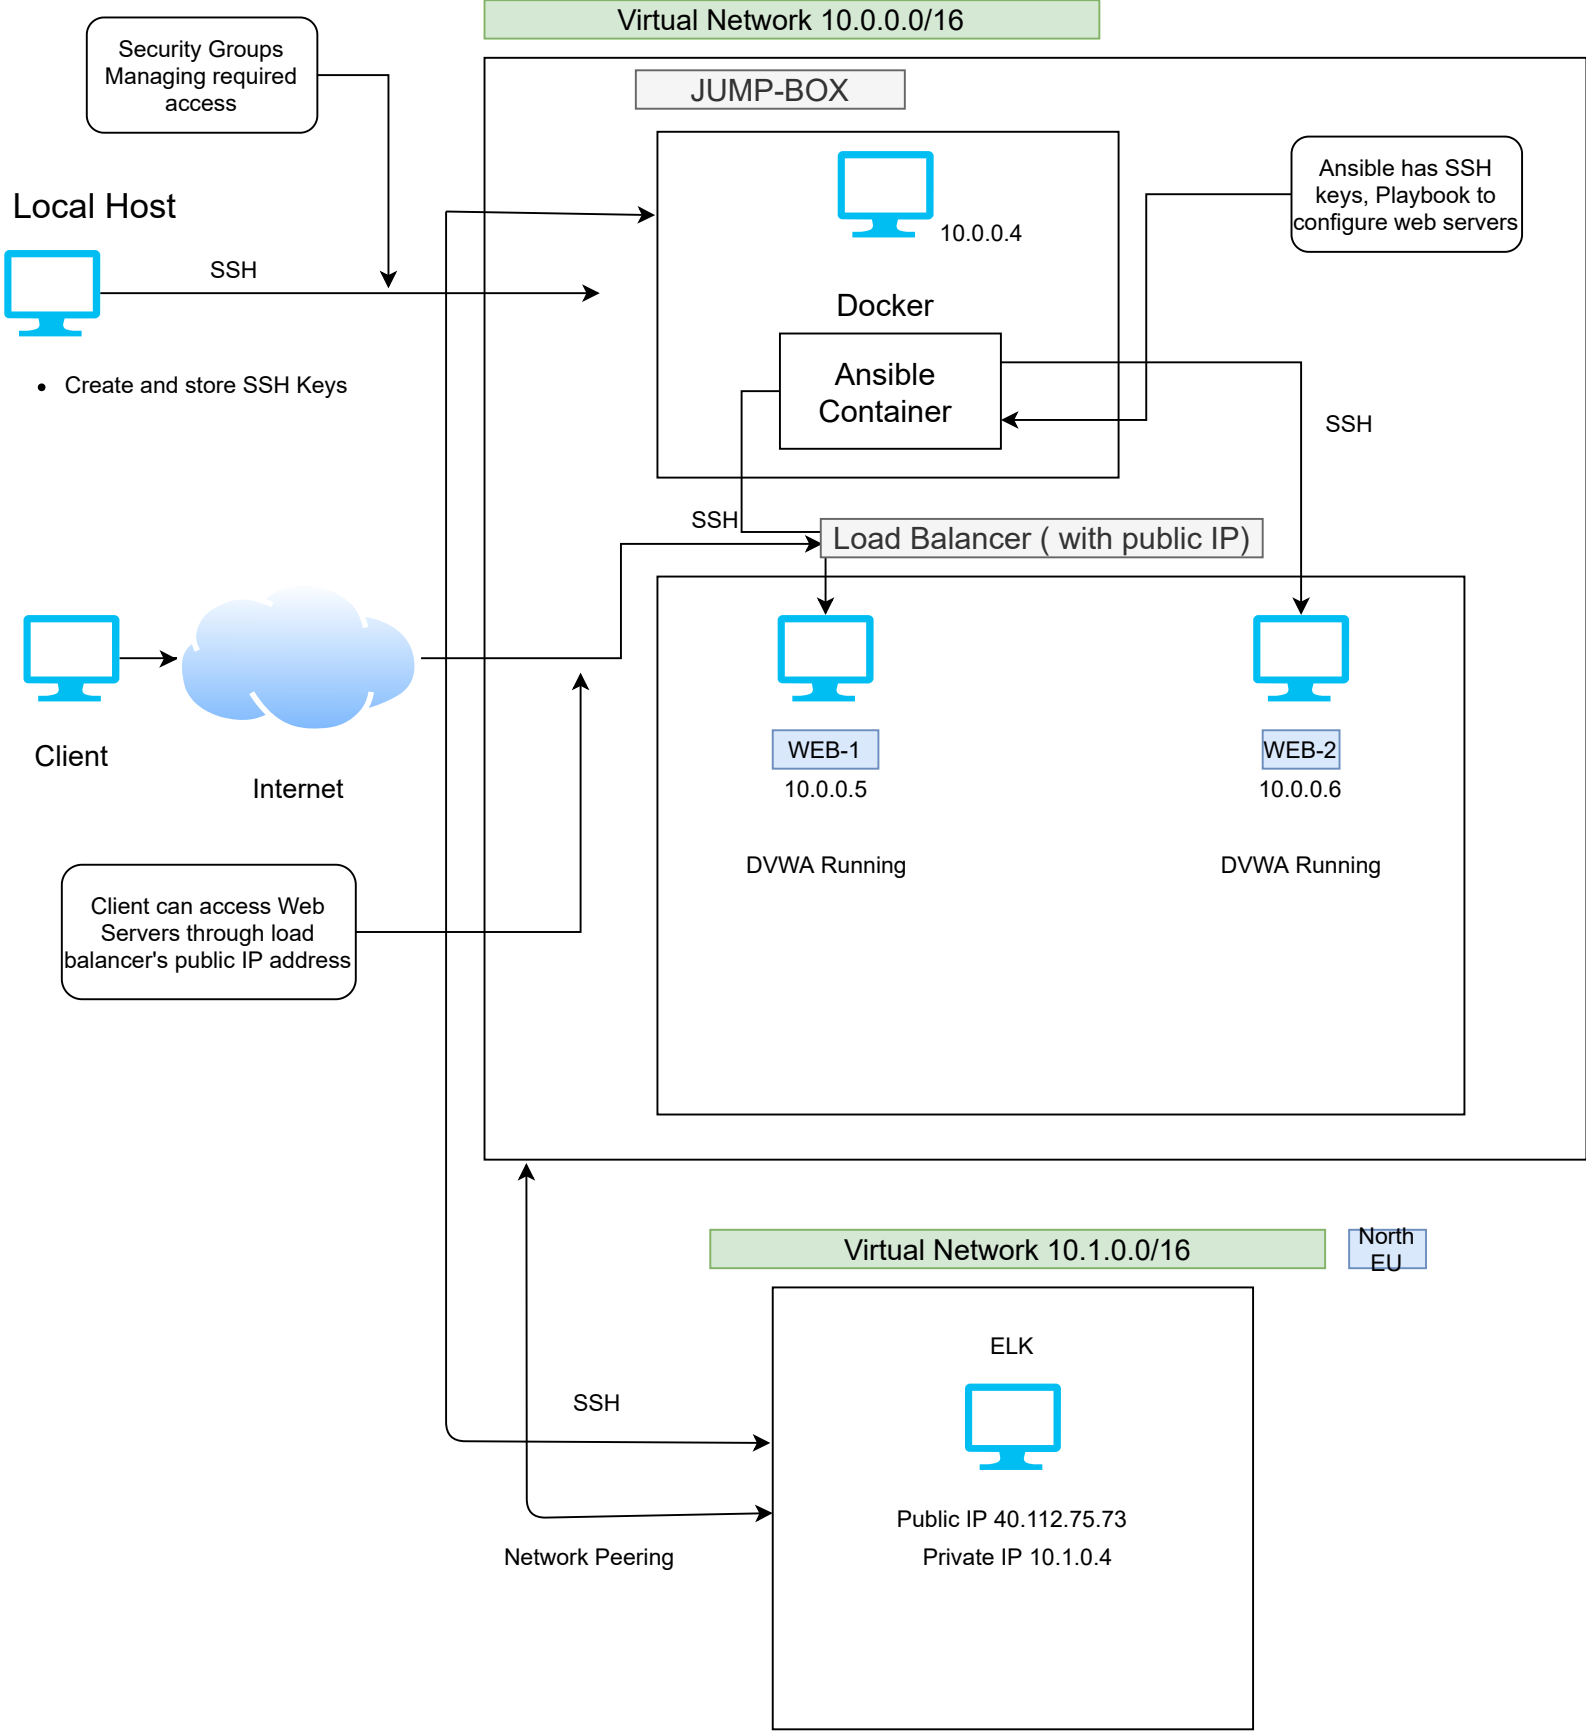 Virtual Network 10.0.0.0/16
Security Groups
Managing required
access
JUMP-BOX
Ansible has SSH
keys, Playbook to
configure web servers
Local Host
10.0.0.4
SSH
Docker
Ansible
Container
Create and store SSH Keys
SSH
SSH
Load Balancer ( with public IP)
Client
Internet
WEB-1
10.0.0.5
DVWA Running
WEB-2
10.0.0.6
DVWA Running
Client can access Web
Servers through load
balancer's public IP address
Virtual Network 10.1.0.0/16
North
EU
ELK
SSH
Public IP 40.112.75.73
Private IP 10.1.0.4
Network Peering